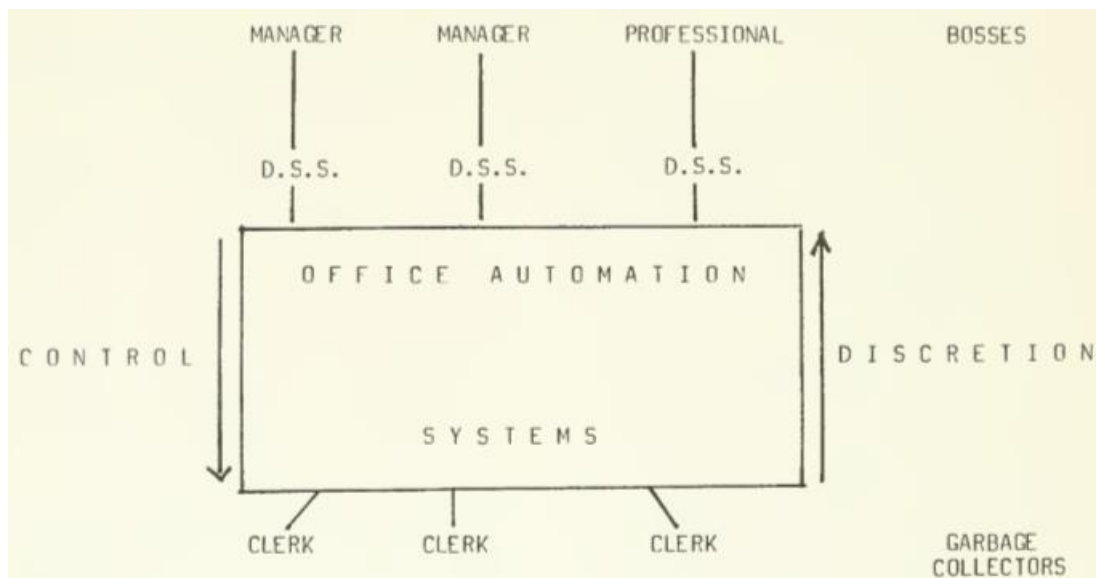 MANAGER MANAGER PROFESSIONAL BOSSES
D.S.S. D.S.S. D.S.S.
OFFICE AUTOMATION
CONTROL DISCRETION
SYSTEMS
CLERK CLERK CLERK GARBAGE
COLLECTORS